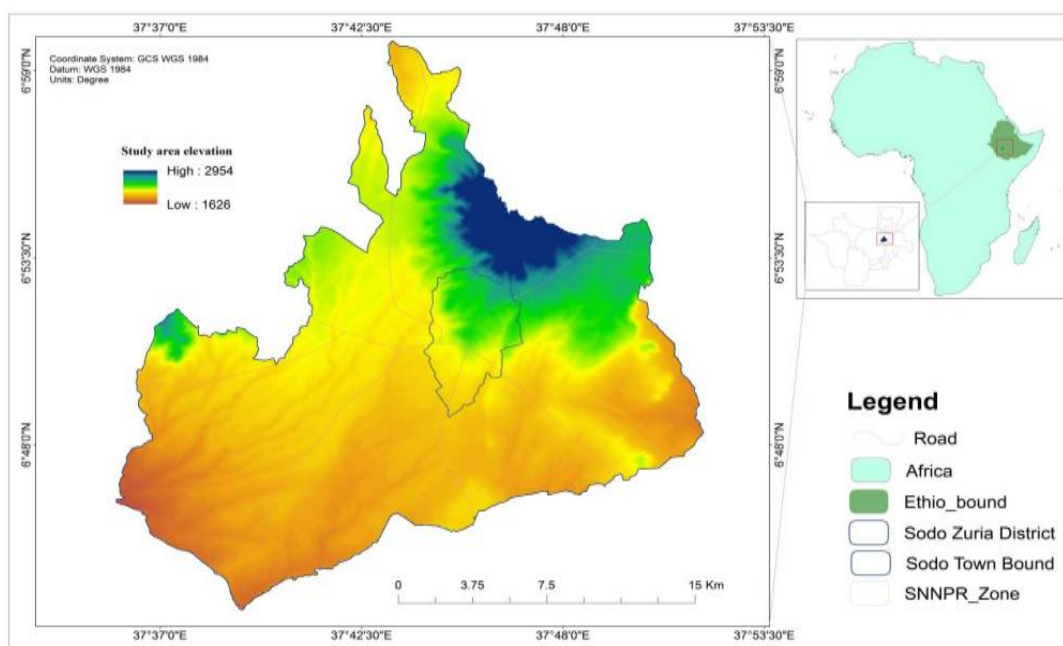 37°37'0"E
37°42'30"E
37°48'0"E
37°53'30"E
Coordinate System: GCS WGS 1984
Datum: WGS 1984
Units: Degree
6°59'0"N
6°59'0"N
Study area elevation
High : 2954
Low : 1626
6°53'30"N
6°53'30"N
6°48'0"N
6°48'0"N
0
3.75
7.5
15 Km
37°37'0"E
37°42'30"E
37°48'0"E
37°53'30"E
Legend
Road
Africa
Ethio_bound
Sodo Zuria District
Sodo Town Bound
SNNPR_Zone